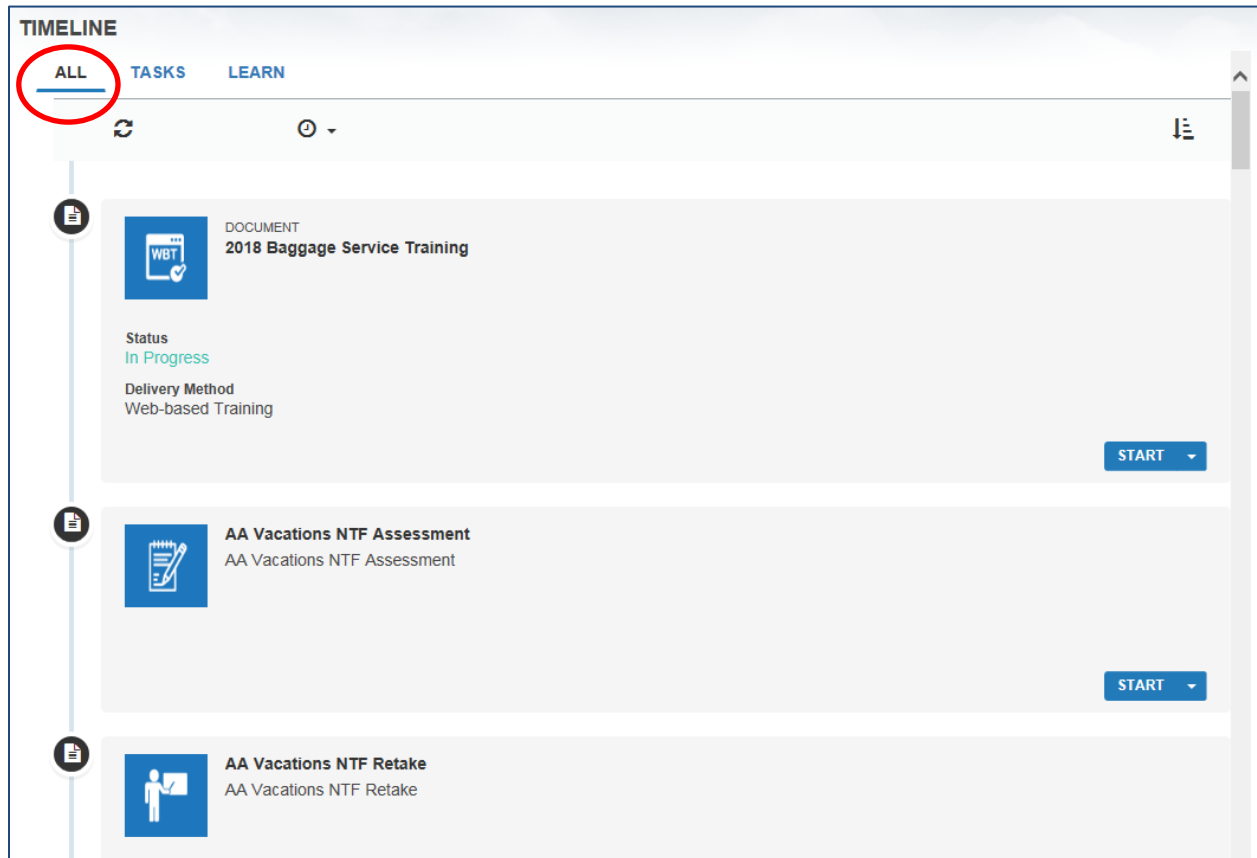 TIMELINE
ALL TASKS LEARN
DOCUMENT
2018 Baggage Service Training
WBT
Status
In Progress
Delivery Method
Web-based Training
START
AA Vacations NTF Assessment
AA Vacations NTF Assessment
START
AA Vacations NTF Retake
AA Vacations NTF Retake